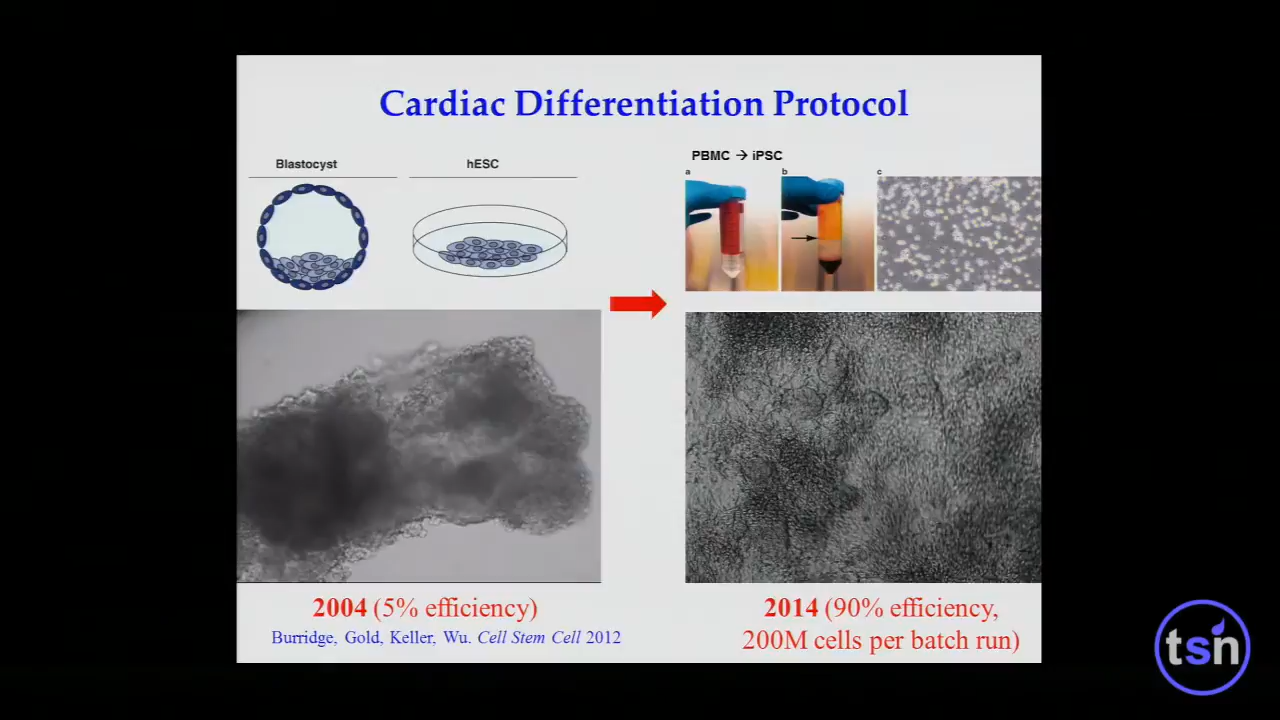 Cardiac Differentiation Protocol
Blastocyst
hESC
PBMC → iPSC
a
b
c
2004 (5% efficiency)
Burridge, Gold, Keller, Wu. Cell Stem Cell 2012
2014 (90% efficiency,
200M cells per batch run)
tsn